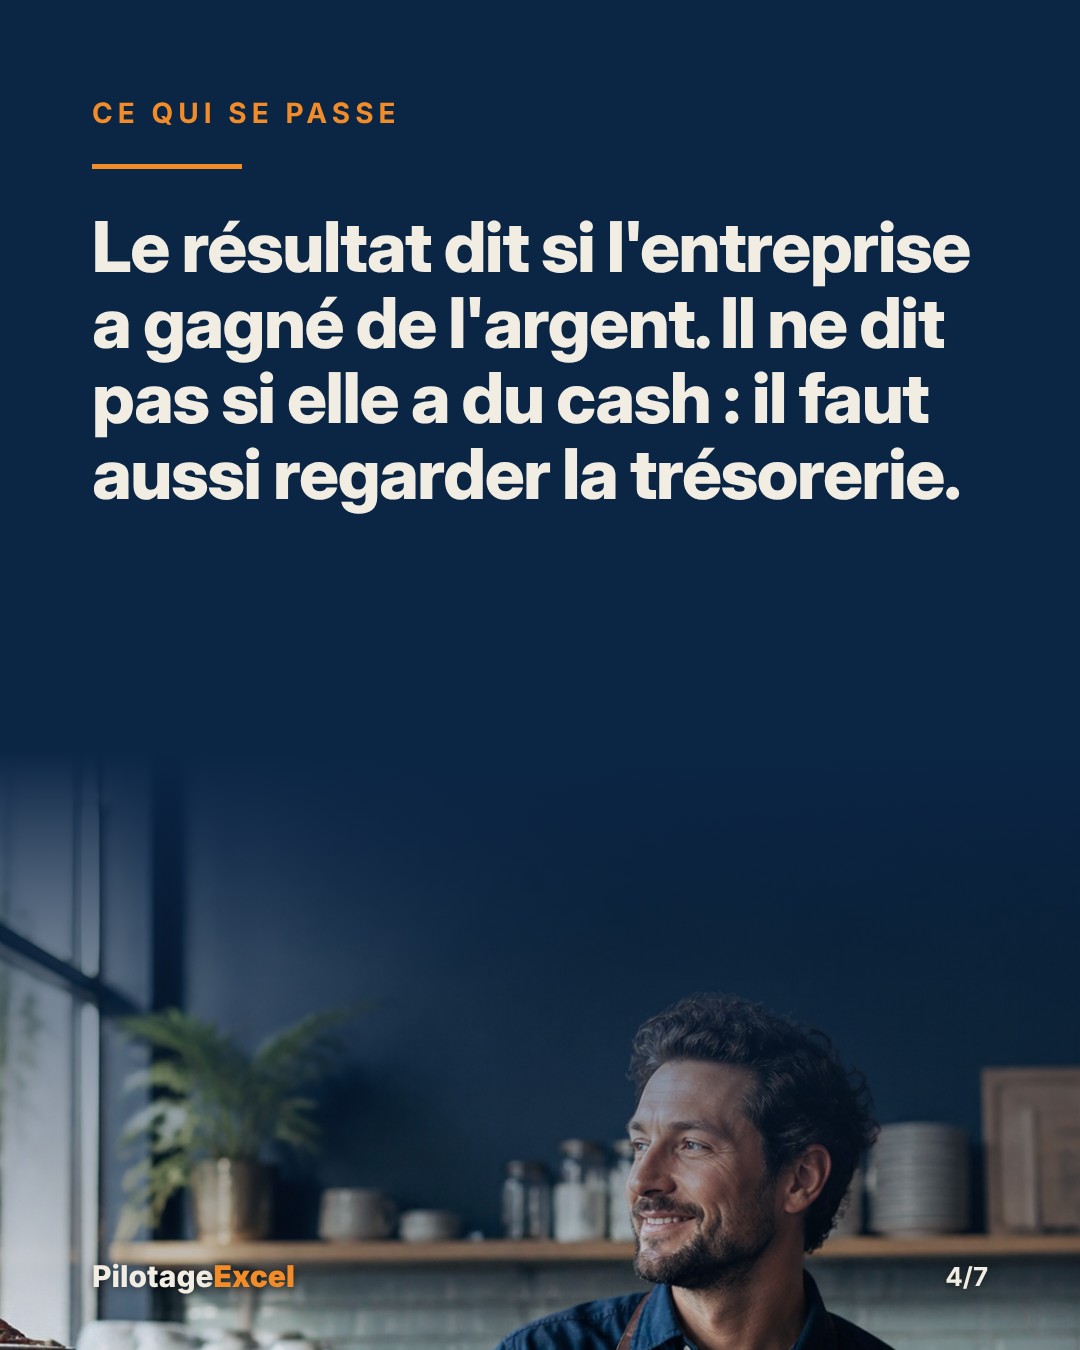 CE QUI SE PASSE
Le résultat dit si l'entreprise
a gagné de l'argent. Il ne dit
pas si elle a du cash : il faut
aussi regarder la trésorerie.
PilotageExcel
4/7